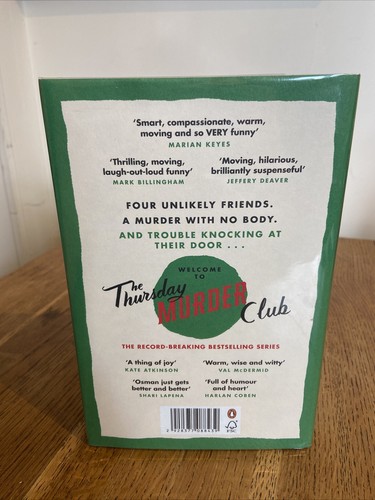 ‘Smart, compassionate, warm,
moving and so VERY funny’
MARIAN KEYES
‘Thrilling, moving,
laugh-out-loud funny’
MARK BILLINGHAM
‘Moving, hilarious,
brilliantly suspenseful’
JEFFERY DEAVER
FOUR UNLIKELY FRIENDS.
A MURDER WITH NO BODY.
AND TROUBLE KNOCKING AT
THEIR DOOR . . .
WELCOME
TO
The
Thursday
MURDER
Club
THE RECORD-BREAKING BESTSELLING SERIES
‘A thing of joy’
KATE ATKINSON
‘Warm, wise and witty’
VAL McDERMID
‘Osman just gets
better and better’
SHARI LAPENA
‘Full of humour
and heart’
HARLAN COBEN
FSC